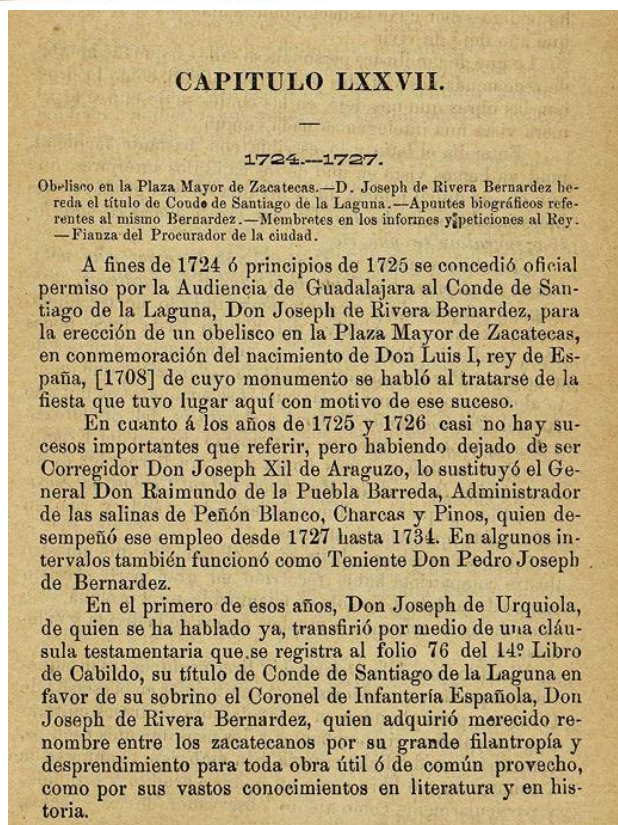 CAPITULO LXXVII.
1724.—1727.
Obelisco en la Plaza Mayor de Zacatecas.—D. Joseph de Rivera Bernardez he-
reda el título de Conde de Santiago de la Laguna.—Apuntes biográficos refe-
rentes al mismo Bernardez.—Membretes en los informes y peticiones al Rey.
—Fianza del Procurador de la ciudad.
A fines de 1724 ó principios de 1725 se concedió oficial
permiso por la Audiencia de Guadalajara al Conde de San-
tiago de la Laguna, Don Joseph de Rivera Bernardez, para
la erección de un obelisco en la Plaza Mayor de Zacatecas,
en conmemoración del nacimiento de Don Luis I, rey de Es-
paña, [1708] de cuyo monumento se habló al tratarse de la
fiesta que tuvo lugar aquí con motivo de ese suceso.
En cuanto á los años de 1725 y 1726 casi no hay su-
cesos importantes que referir, pero habiendo dejado de ser
Corregidor Don Joseph Xil de Araguzo, lo sustituyó el Ge-
neral Don Raimundo de la Puebla Barreda, Administrador
de las salinas de Peñón Blanco, Charcas y Pinos, quien de-
sempeñó ese empleo desde 1727 hasta 1734. En algunos in-
tervalos también funcionó como Teniente Don Pedro Joseph
de Bernardez.
En el primero de esos años, Don Joseph de Urquiola,
de quien se ha hablado ya, transfirió por medio de una cláu-
sula testamentaria que se registra al folio 76 del 14º Libro
de Cabildo, su título de Conde de Santiago de la Laguna en
favor de su sobrino el Coronel de Infantería Española, Don
Joseph de Rivera Bernardez, quien adquirió merecido re-
nombre entre los zacatecanos por su grande filantropía y
desprendimiento para toda obra útil ó de común provecho,
como por sus vastos conocimientos en literatura y en his-
toria.